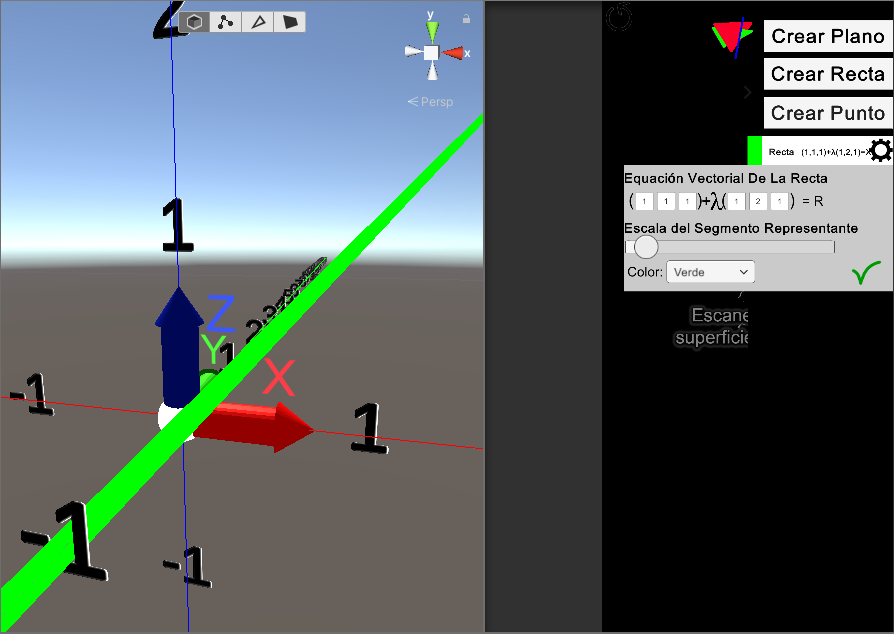 2
y
x
Persp
1
Z
Y
X
2
1
-1
1
-1
-1
Crear Plano
Crear Recta
Crear Punto
Recta (1,1,1)+λ(1,2,1)=X
Equación Vectorial De La Recta
( 1 1 1 )+λ( 1 2 1 ) = R
Escala del Segmento Representante
Color: Verde
Escane
superficie